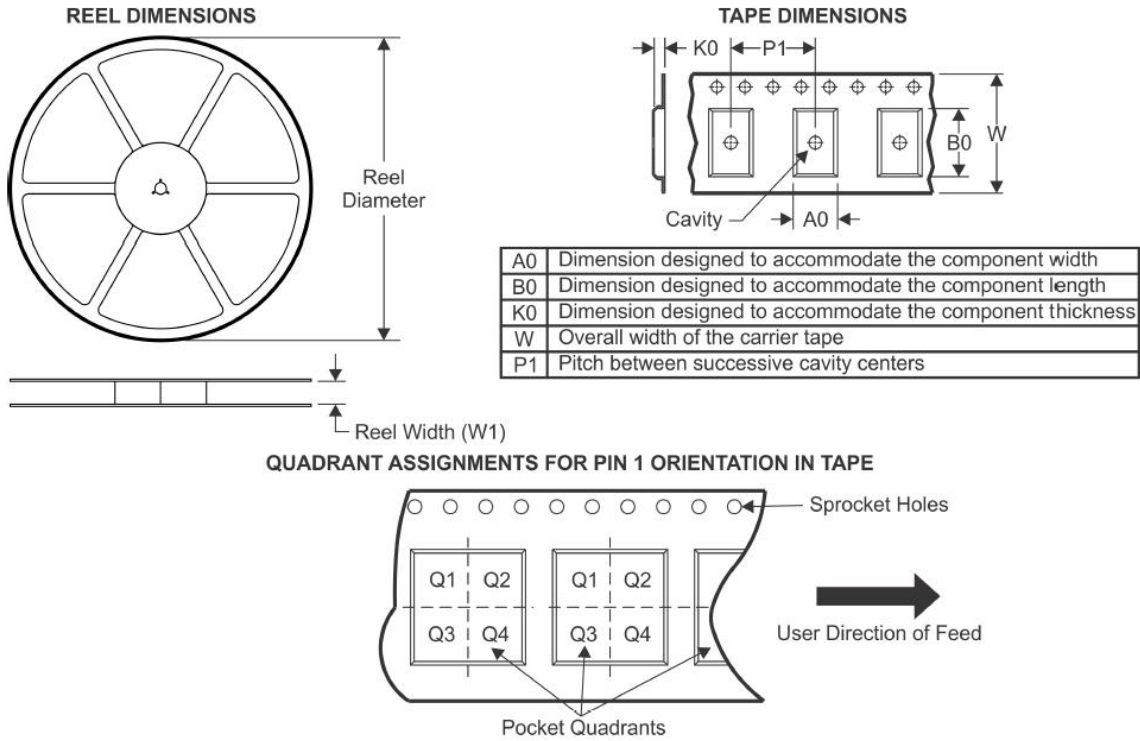 REEL DIMENSIONS
Reel
Diameter
Reel Width (W1)
TAPE DIMENSIONS
K0
P1
B0
W
Cavity
A0
A0 Dimension designed to accommodate the component width
B0 Dimension designed to accommodate the component length
K0 Dimension designed to accommodate the component thickness
W Overall width of the carrier tape
P1 Pitch between successive cavity centers
QUADRANT ASSIGNMENTS FOR PIN 1 ORIENTATION IN TAPE
Sprocket Holes
Q1 Q2 Q1 Q2
Q3 Q4 Q3 Q4
User Direction of Feed
Pocket Quadrants